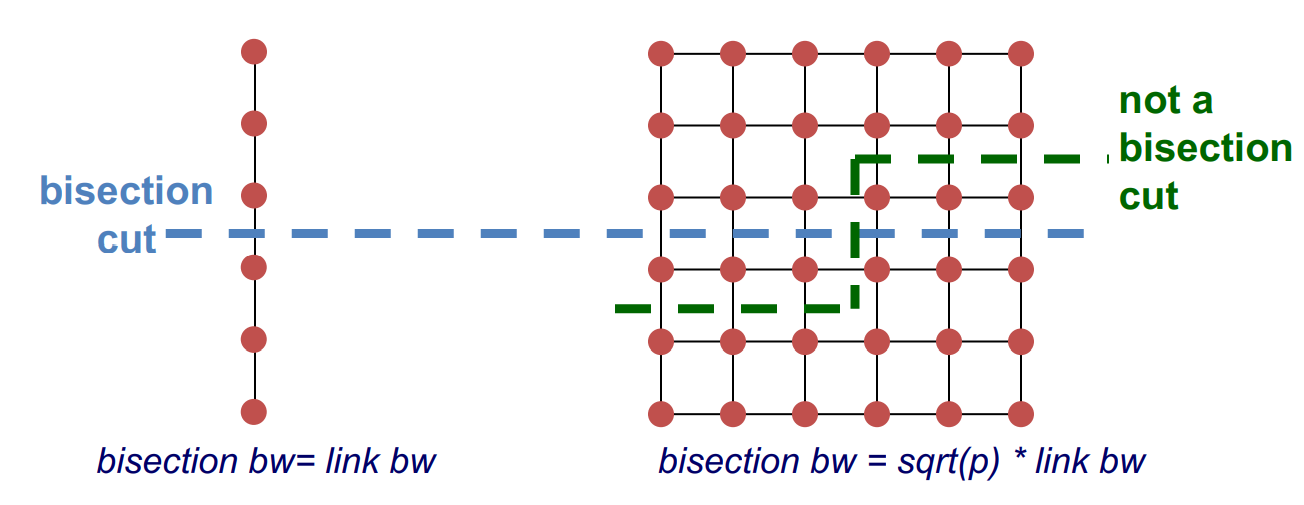 bisection
cut
not a
bisection
cut
bisection bw= link bw
bisection bw = sqrt(p) * link bw